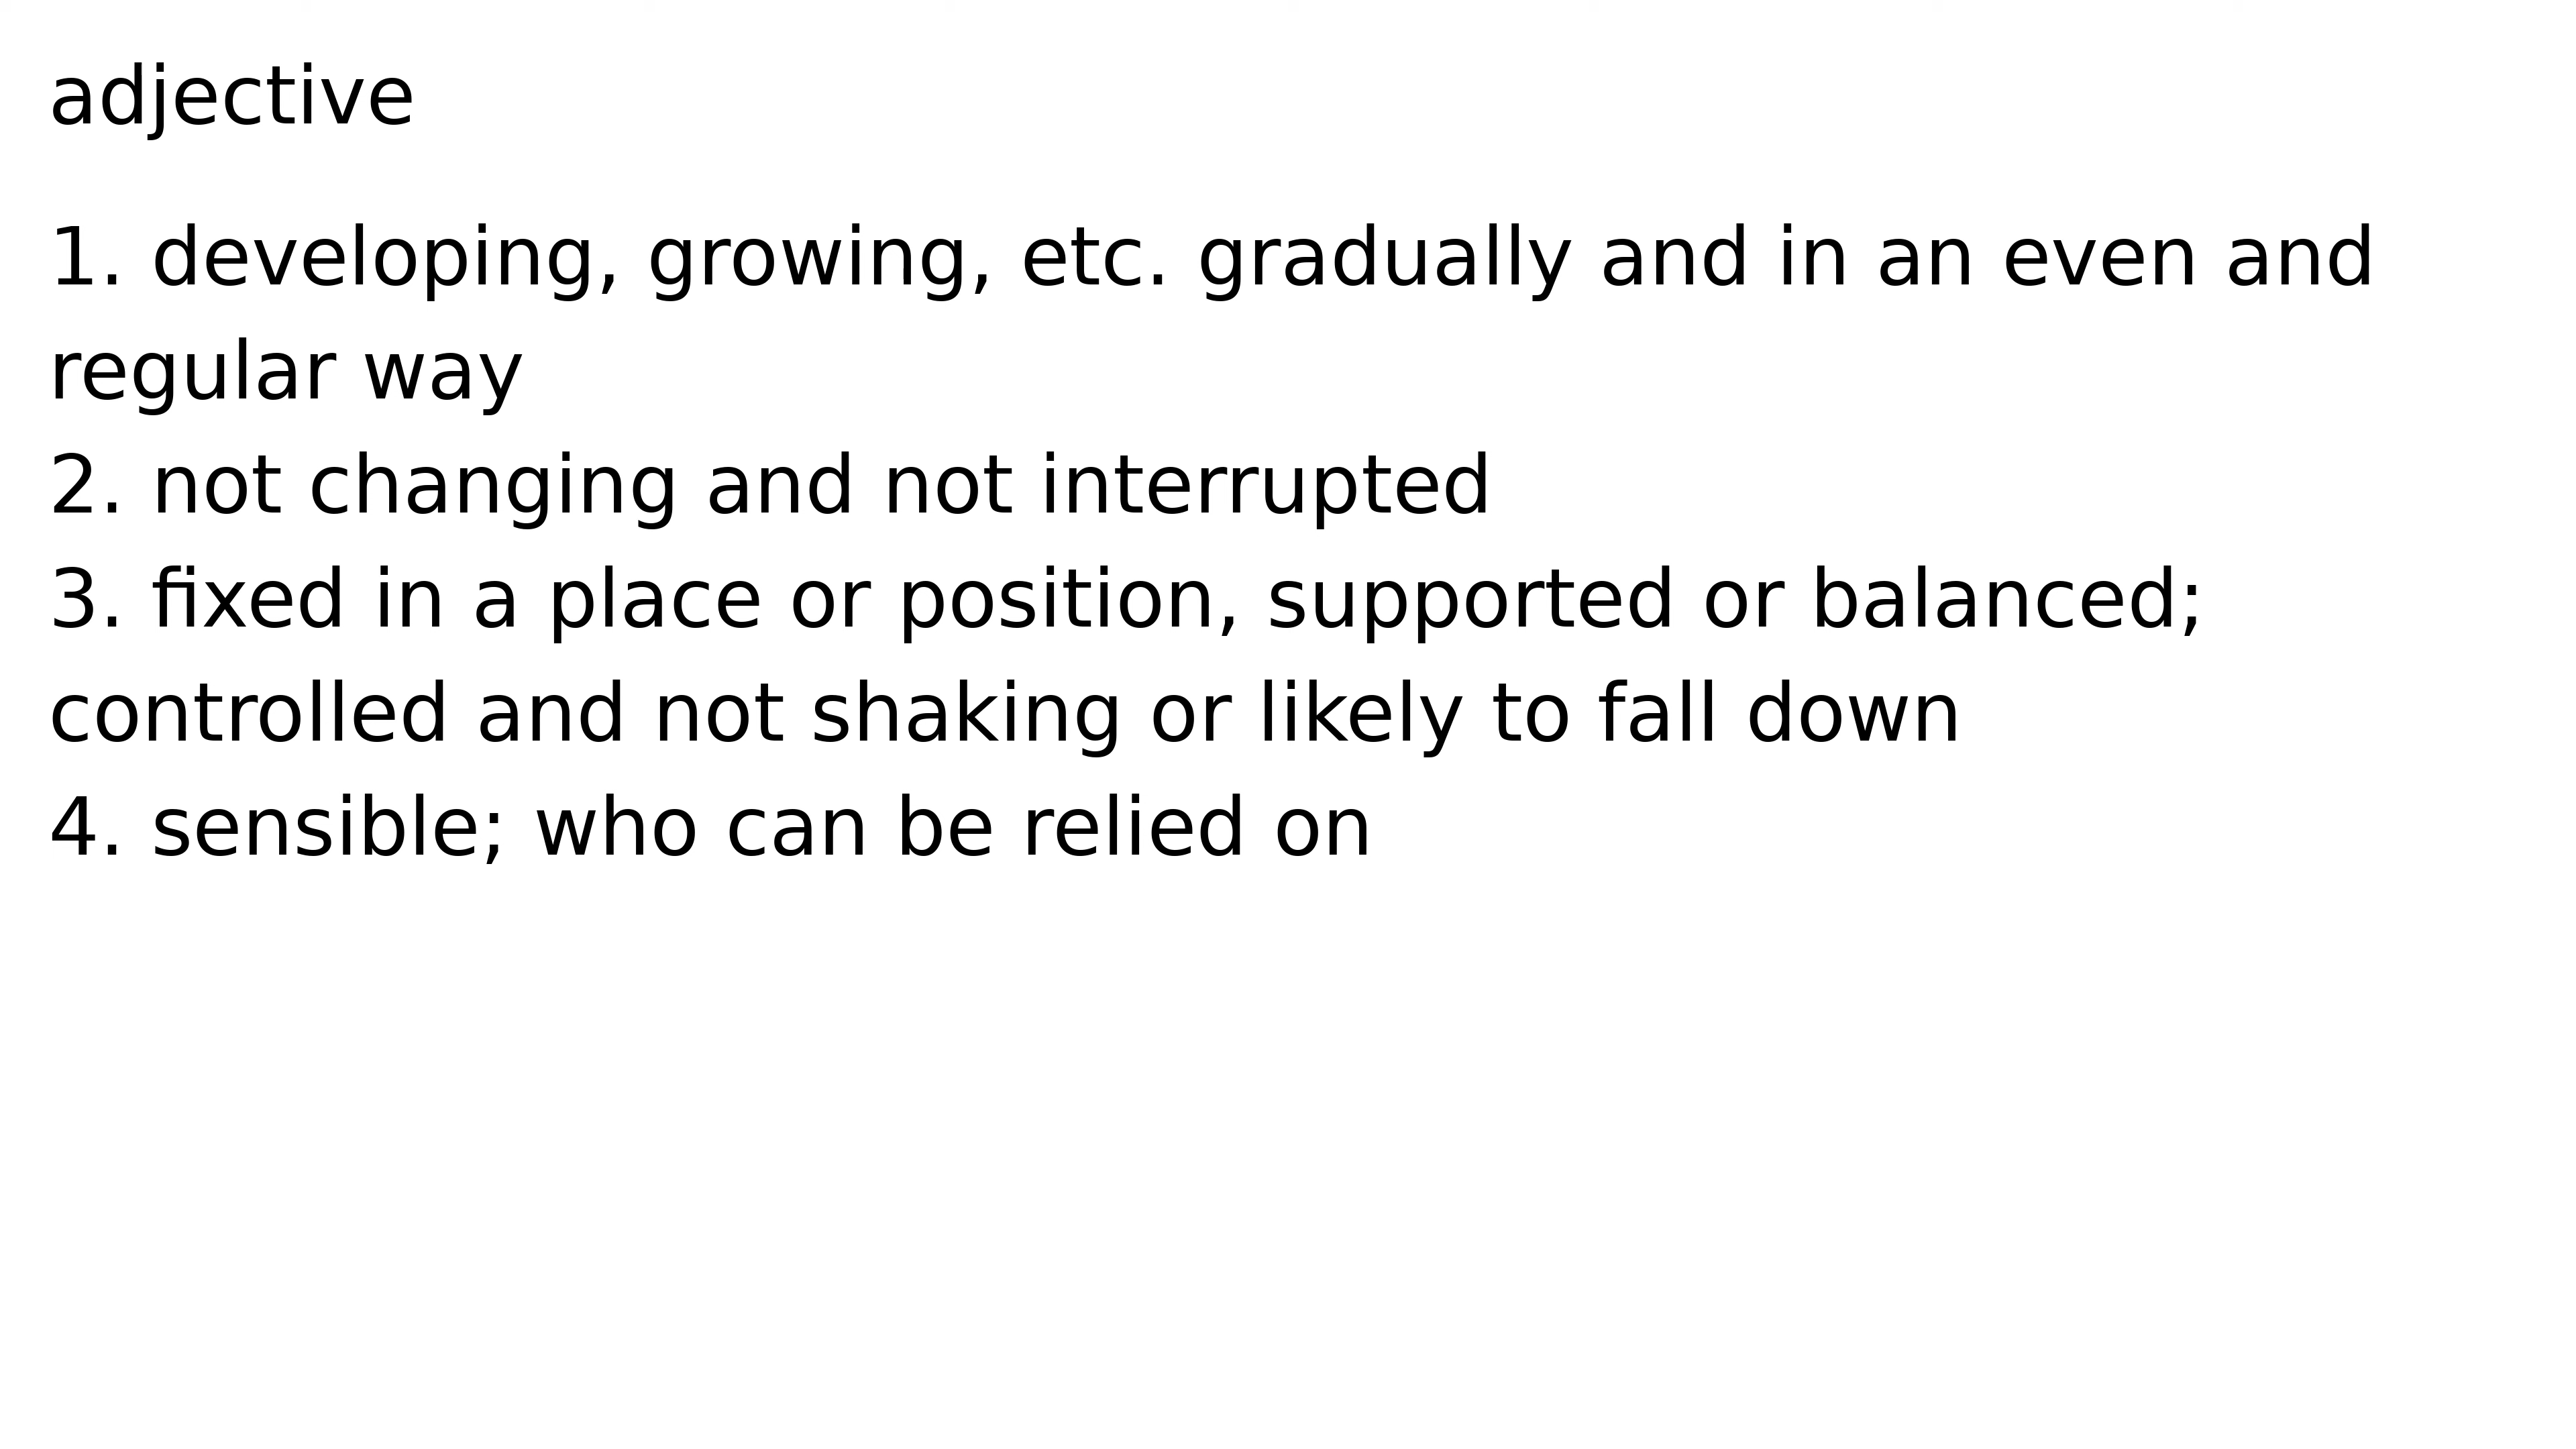 adjective
1. developing, growing, etc. gradually and in an even and
regular way
2. not changing and not interrupted
3. fixed in a place or position, supported or balanced;
controlled and not shaking or likely to fall down
4. sensible; who can be relied on